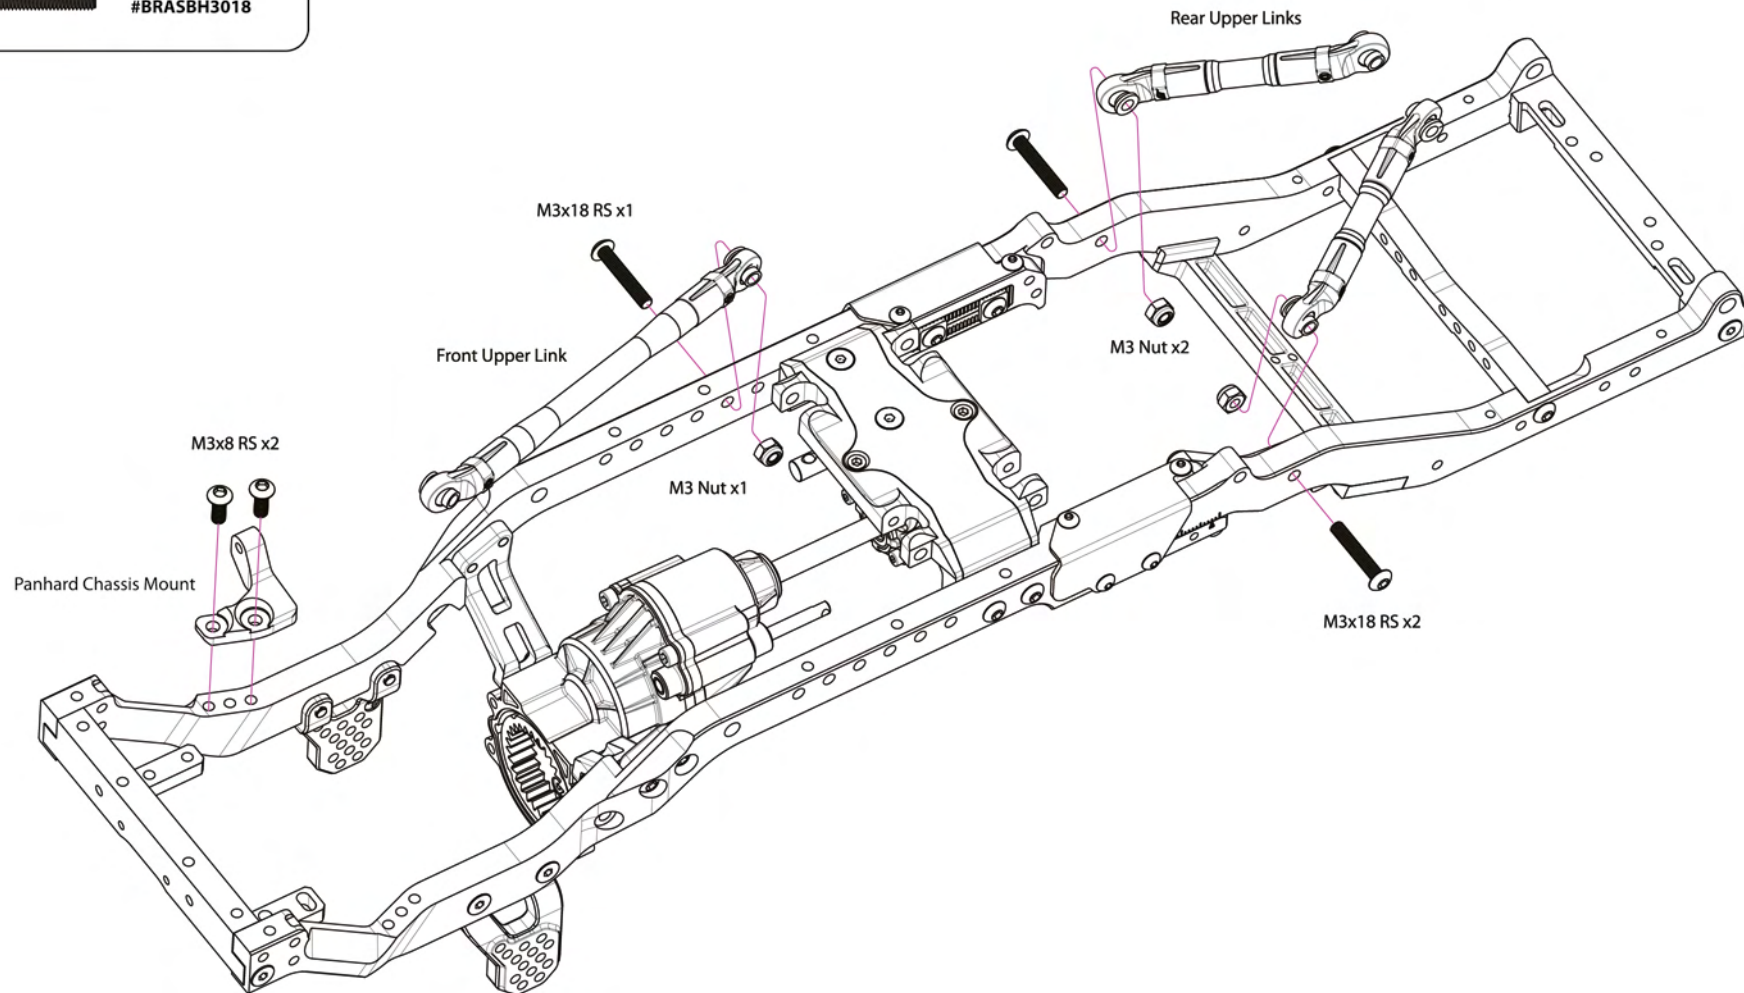 #BRASBH3018
Rear Upper Links
M3x18 RS x1
Front Upper Link
M3 Nut x2
M3x8 RS x2
M3 Nut x1
Panhard Chassis Mount
M3x18 RS x2